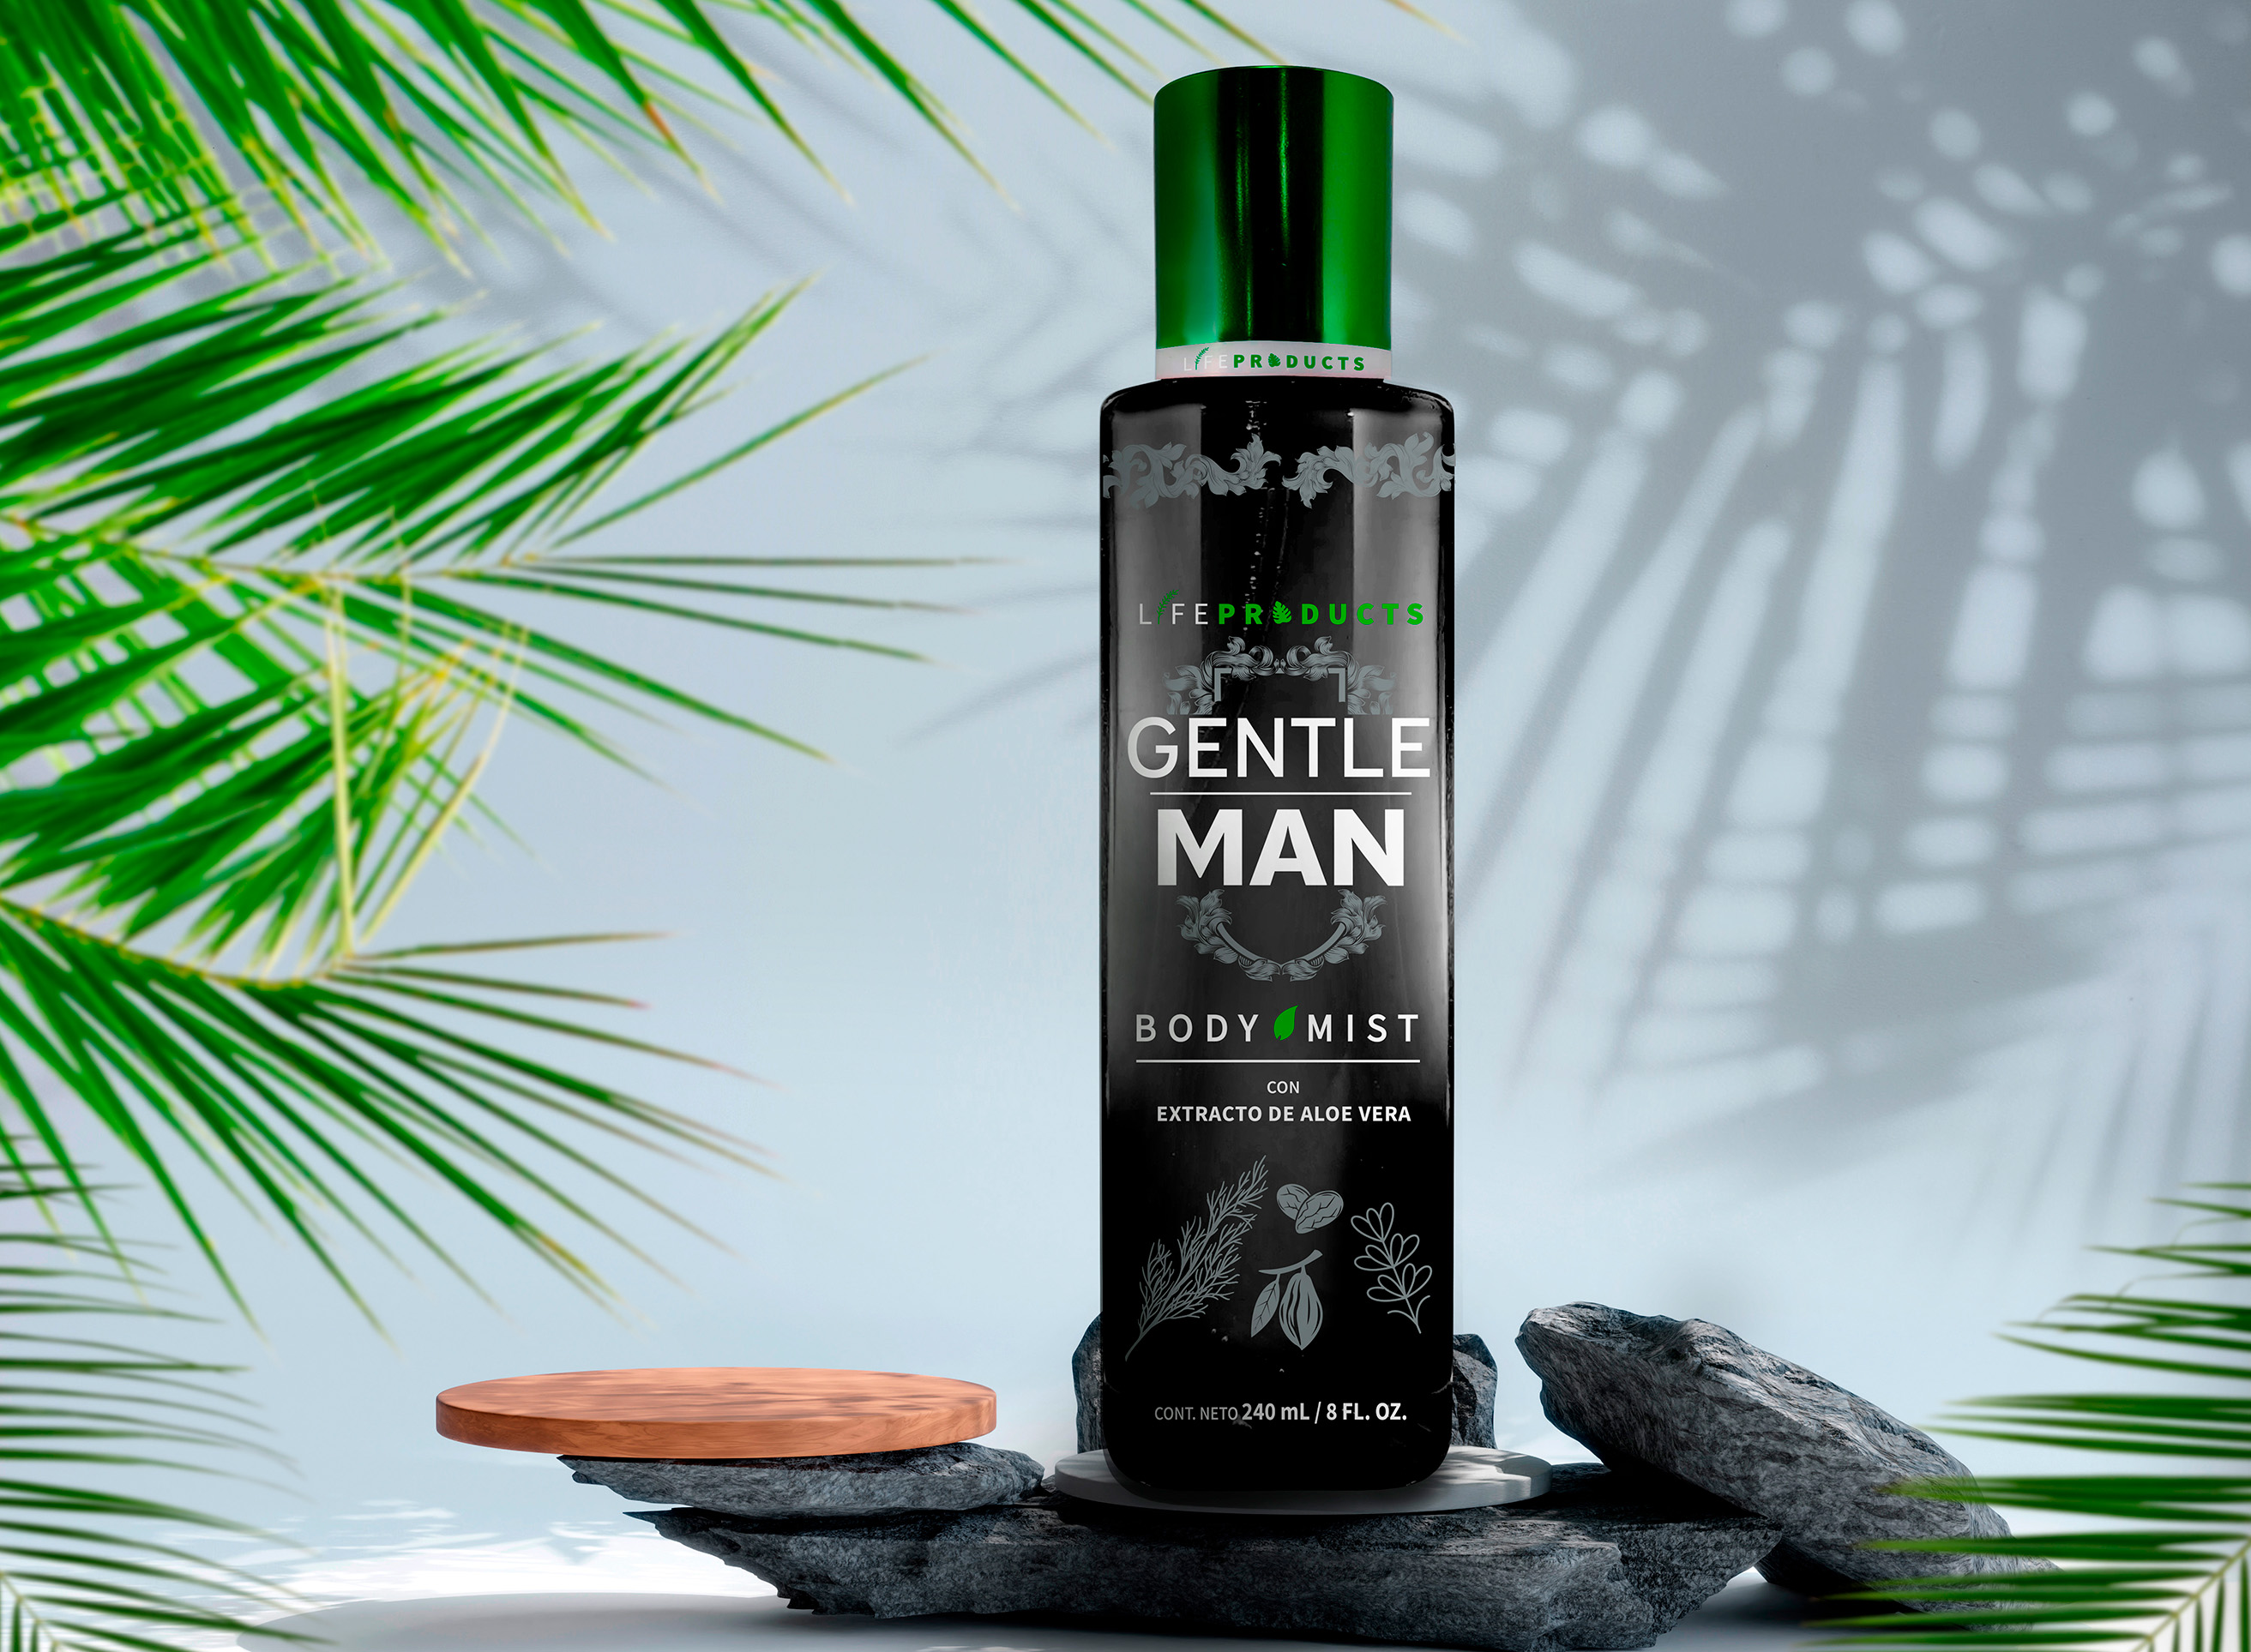 LIFEPRODUCTS
LIFEPRODUCTS
GENTLE
MAN
BODY MIST
CON
EXTRACTO DE ALOE VERA
CONT. NETO 240 mL / 8 FL. OZ.